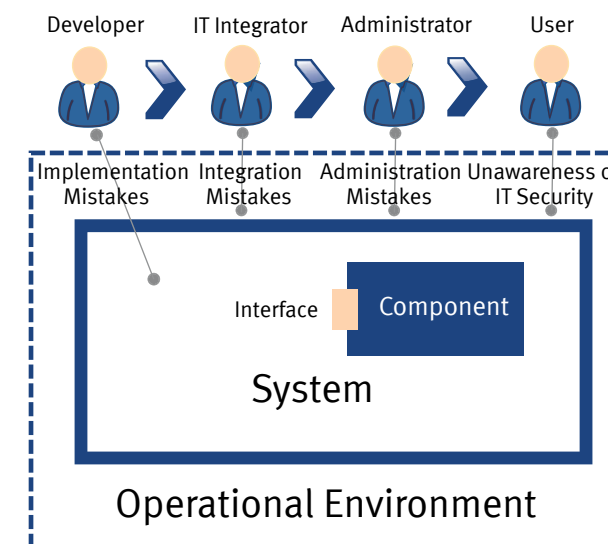 Developer
IT Integrator
Administrator
User
Implementation
Mistakes
Integration
Mistakes
Administration
Mistakes
Unawareness o
IT Security
Interface
Component
System
Operational Environment